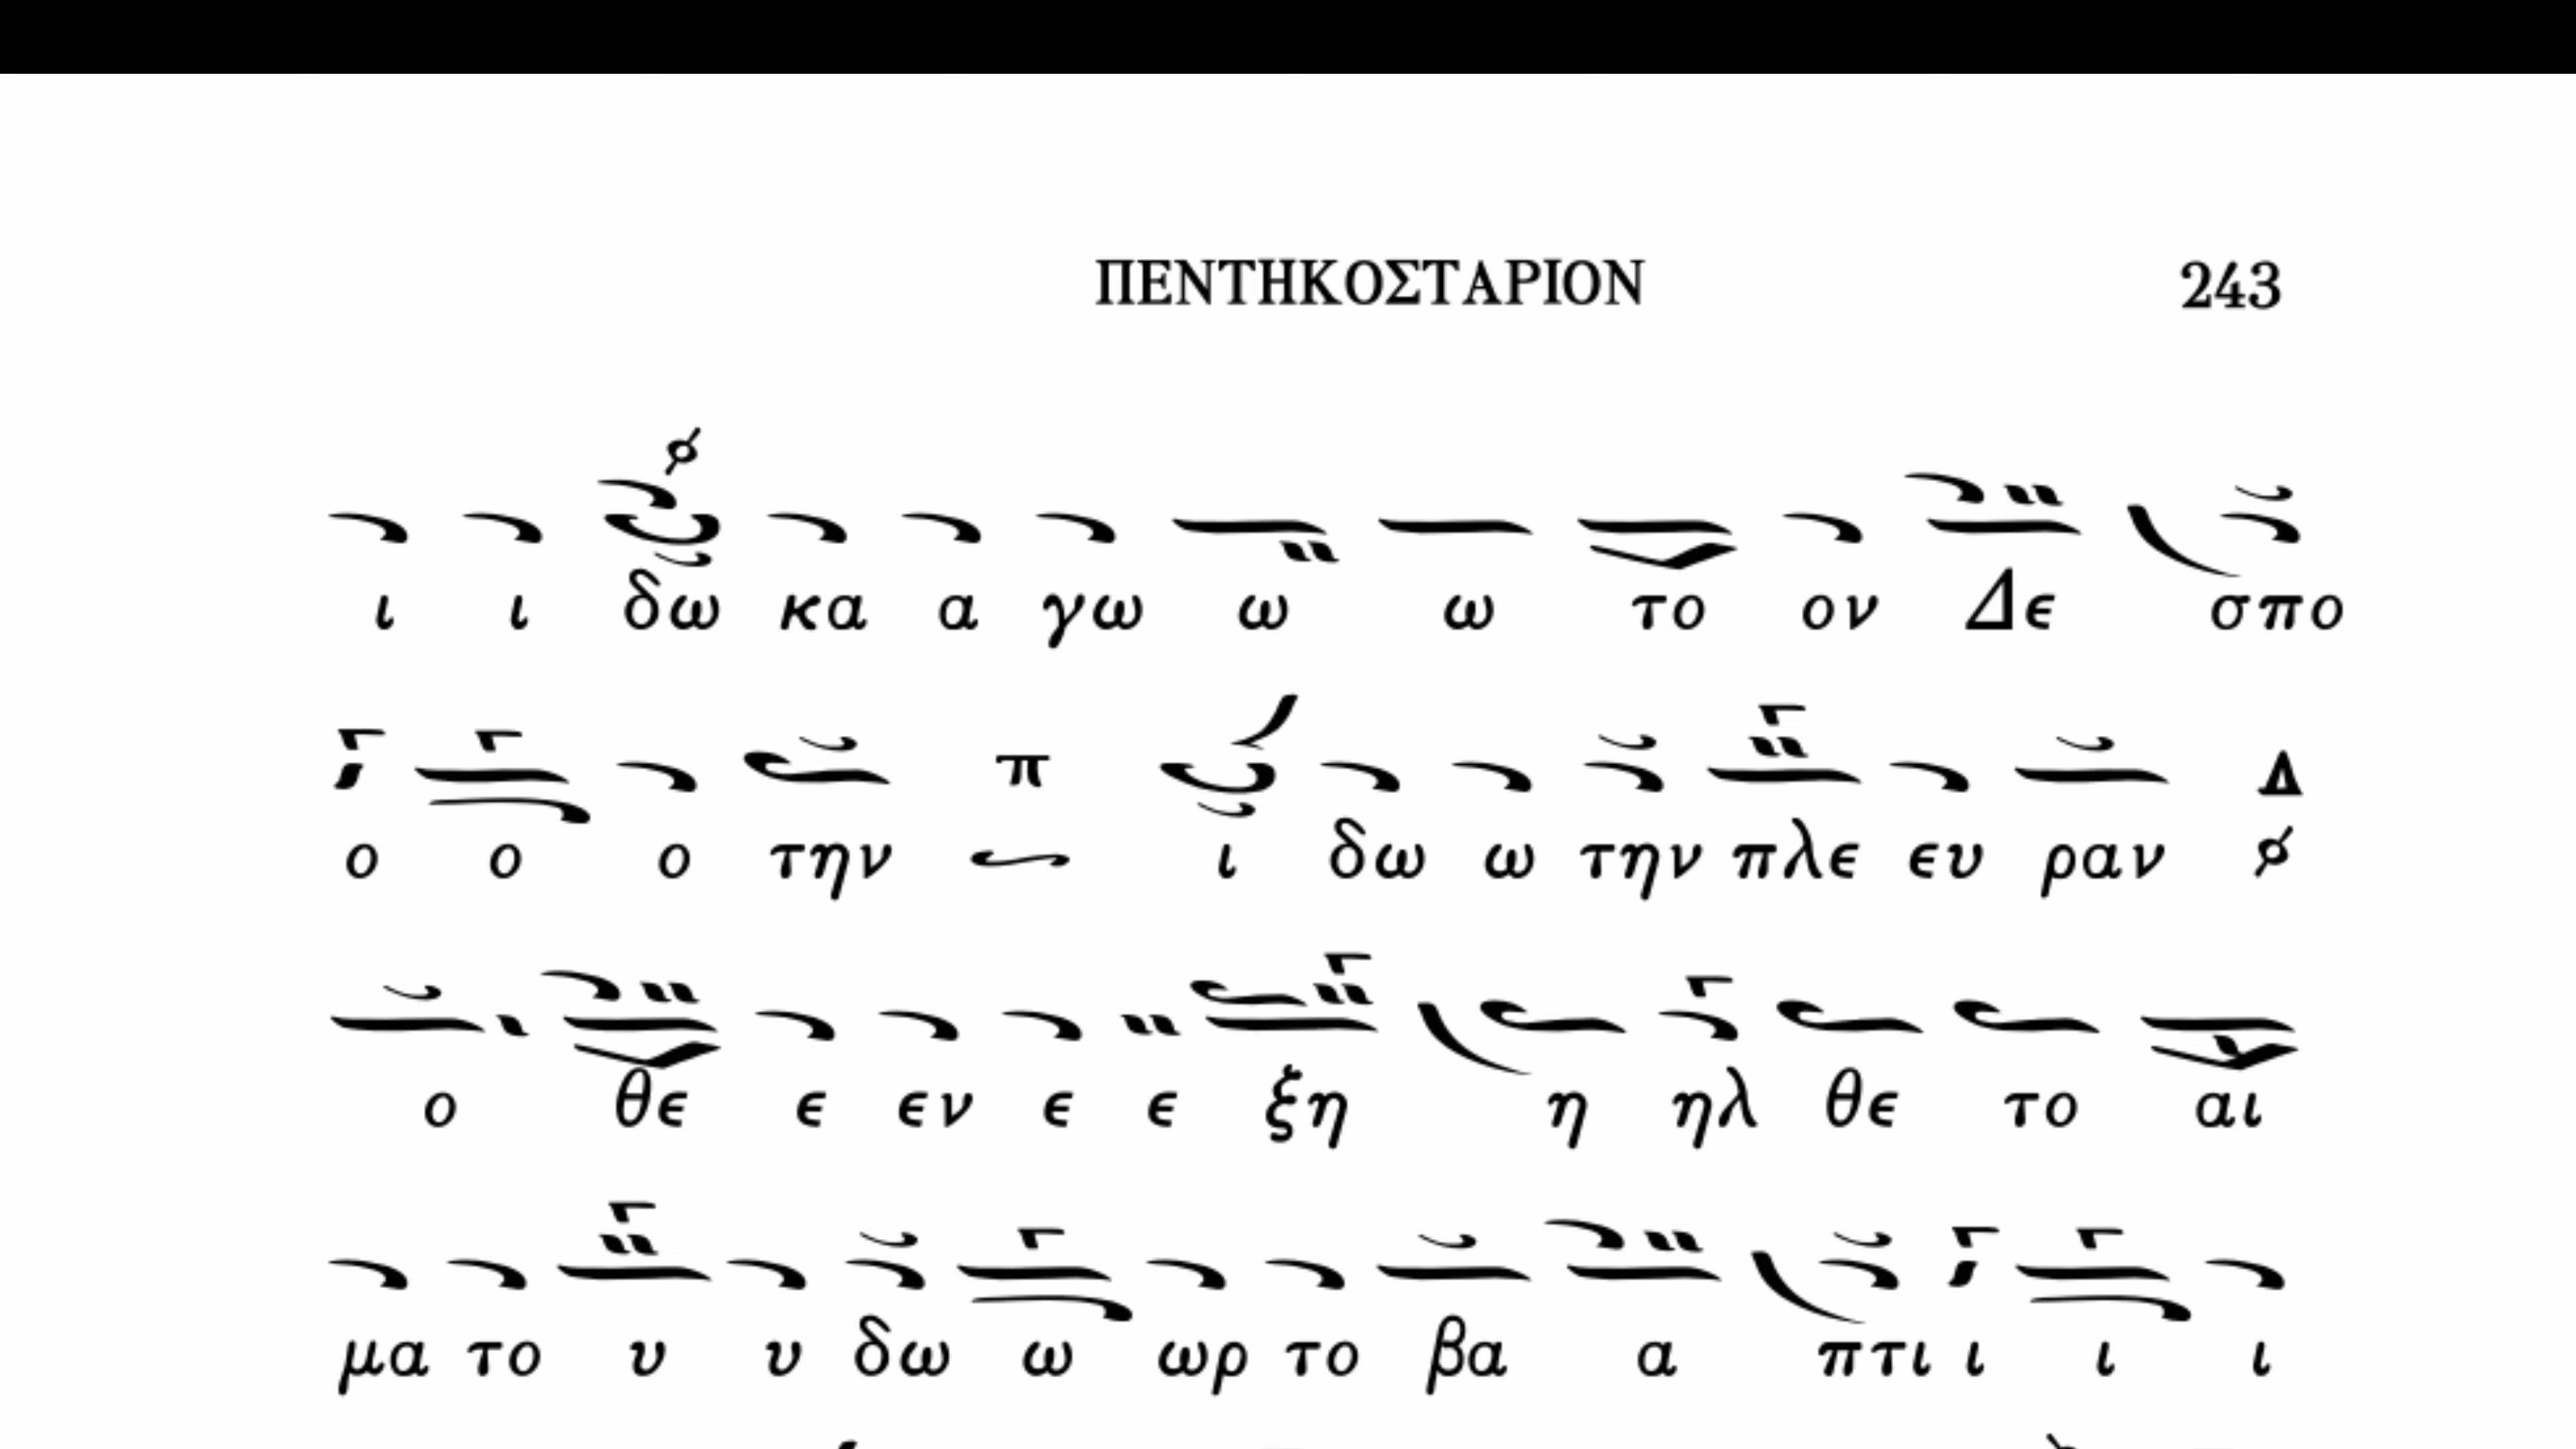 ΠΕΝΤΗΚΟΣΤΑΡΙΟΝ 243
ι ι δω κα α γω ω ω το ον Δε σπο
ο ο ο την π ι δω ω την πλε ευ ραν Δ
ο θε ε εν ε ε ξη η ηλ θε το αι
μα το υ υ δω ω ωρ το βα α πτι ι ι ι